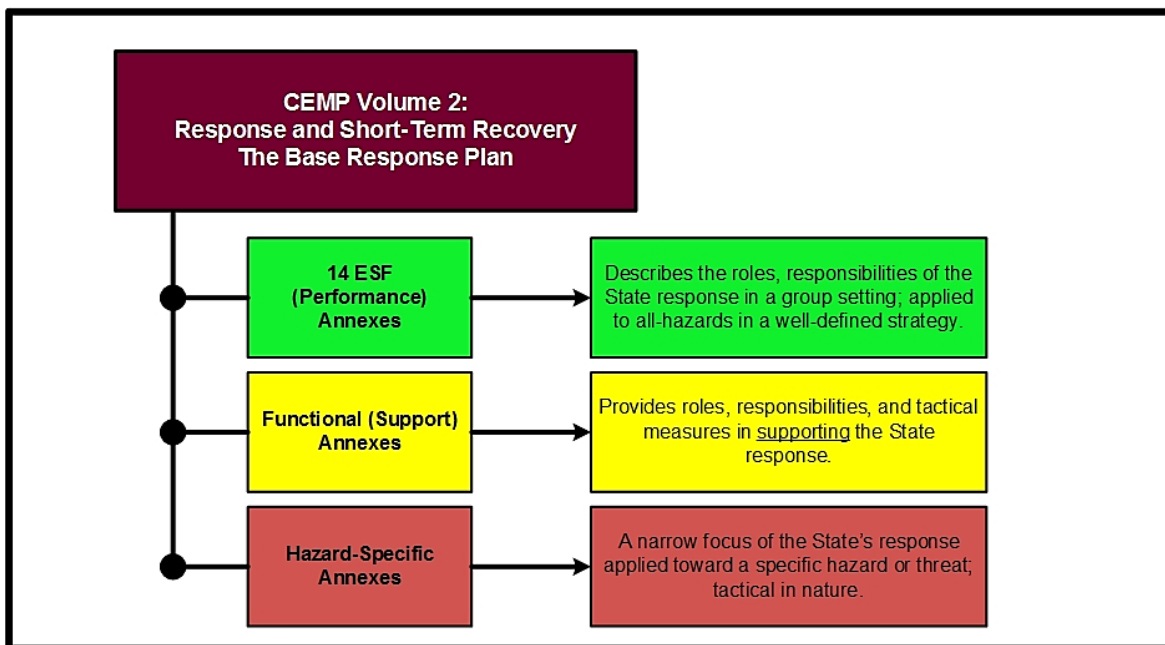 CEMP Volume 2:
Response and Short-Term Recovery
The Base Response Plan
14 ESF
(Performance)
Annexes
Describes the roles, responsibilities of the
State response in a group setting; applied
to all-hazards in a well-defined strategy.
Functional (Support)
Annexes
Provides roles, responsibilities, and tactical
measures in supporting the State
response.
Hazard-Specific
Annexes
A narrow focus of the State’s response
applied toward a specific hazard or threat;
tactical in nature.